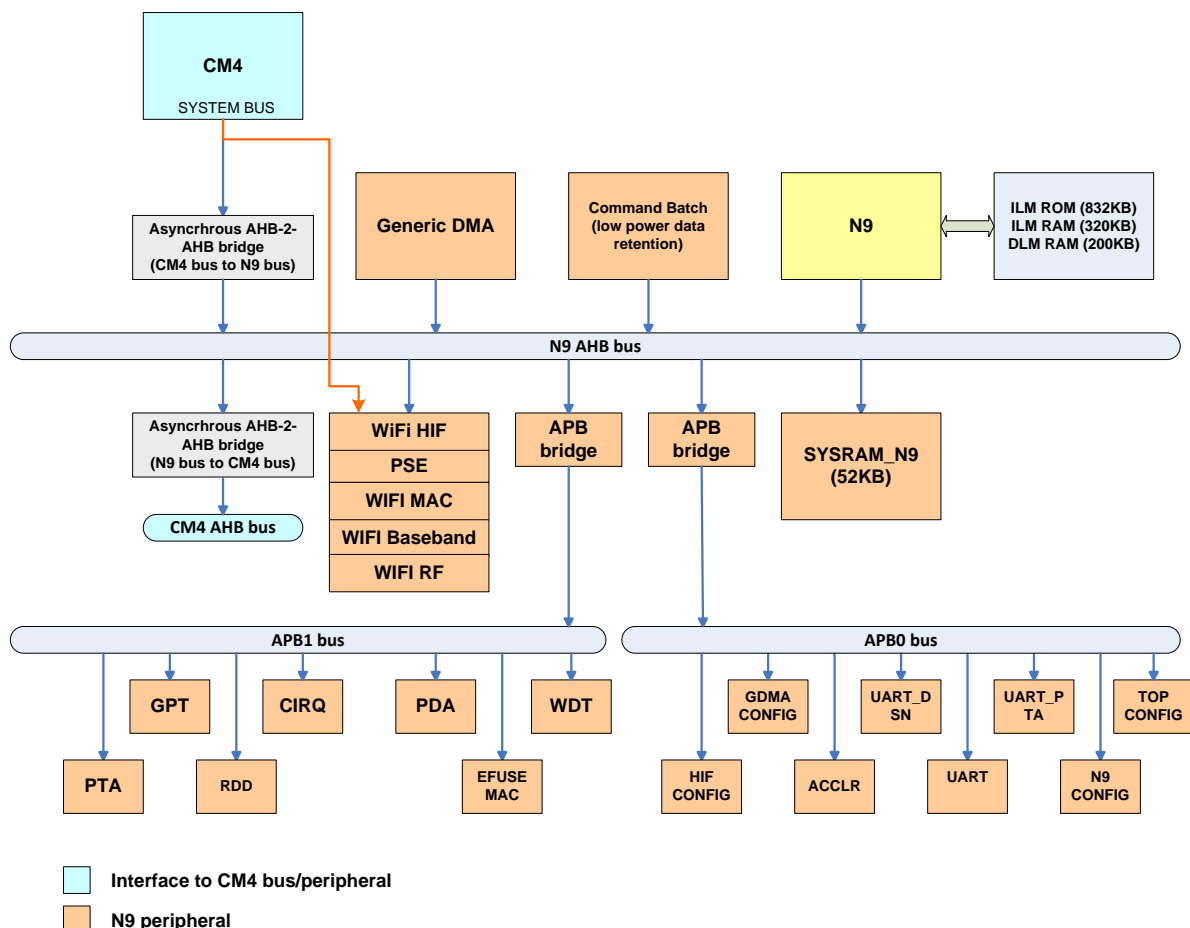 CM4
SYSTEM BUS
Asyncrhrous AHB-2-
AHB bridge
(CM4 bus to N9 bus)
Generic DMA
Command Batch
(low power data
retention)
N9
ILM ROM (832KB)
ILM RAM (320KB)
DLM RAM (200KB)
N9 AHB bus
Asyncrhrous AHB-2-
AHB bridge
(N9 bus to CM4 bus)
CM4 AHB bus
WiFi HIF
PSE
WIFI MAC
WIFI Baseband
WIFI RF
APB
bridge
APB
bridge
SYSRAM_N9
(52KB)
APB1 bus
APB0 bus
GPT
CIRQ
PDA
WDT
GDMA
CONFIG
UART_D
SN
UART_P
TA
TOP
CONFIG
PTA
RDD
EFUSE
MAC
HIF
CONFIG
ACCLR
UART
N9
CONFIG
Interface to CM4 bus/peripheral
N9 peripheral